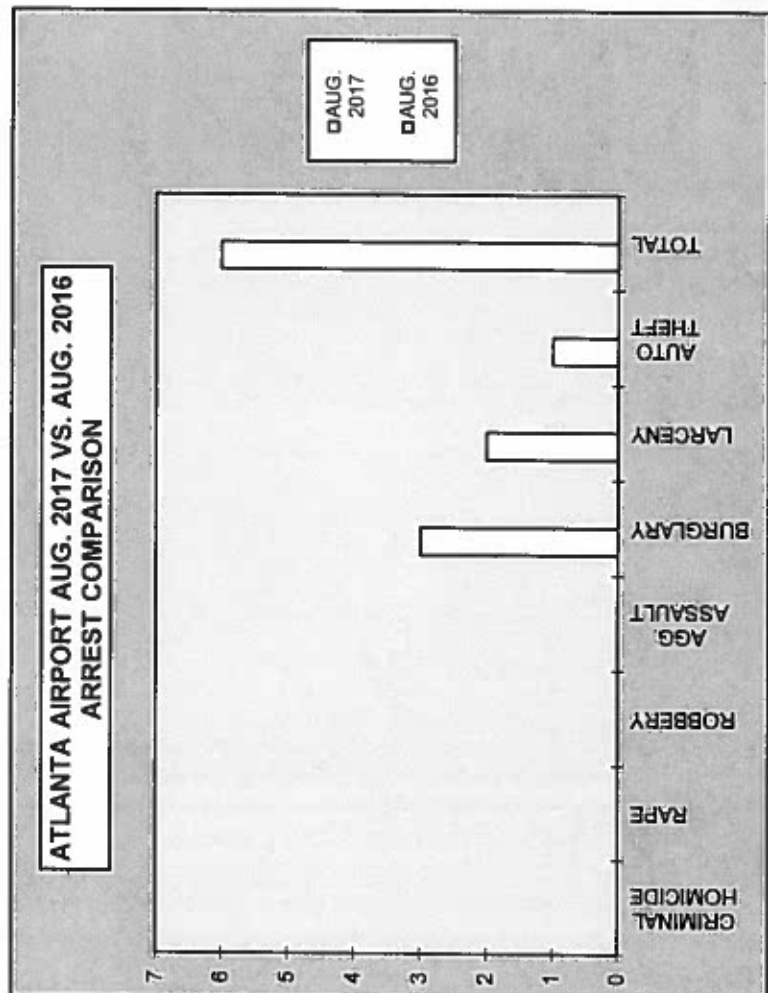 ATLANTA AIRPORT AUG. 2017 VS. AUG. 2016
ARREST COMPARISON
7
6
5
4
3
2
1
0
CRIMINAL
HOMICIDE
RAPE
ROBBERY
AGG.
ASSAULT
BURGLARY
LARCENY
AUTO
THEFT
TOTAL
AUG.
2017
AUG.
2016